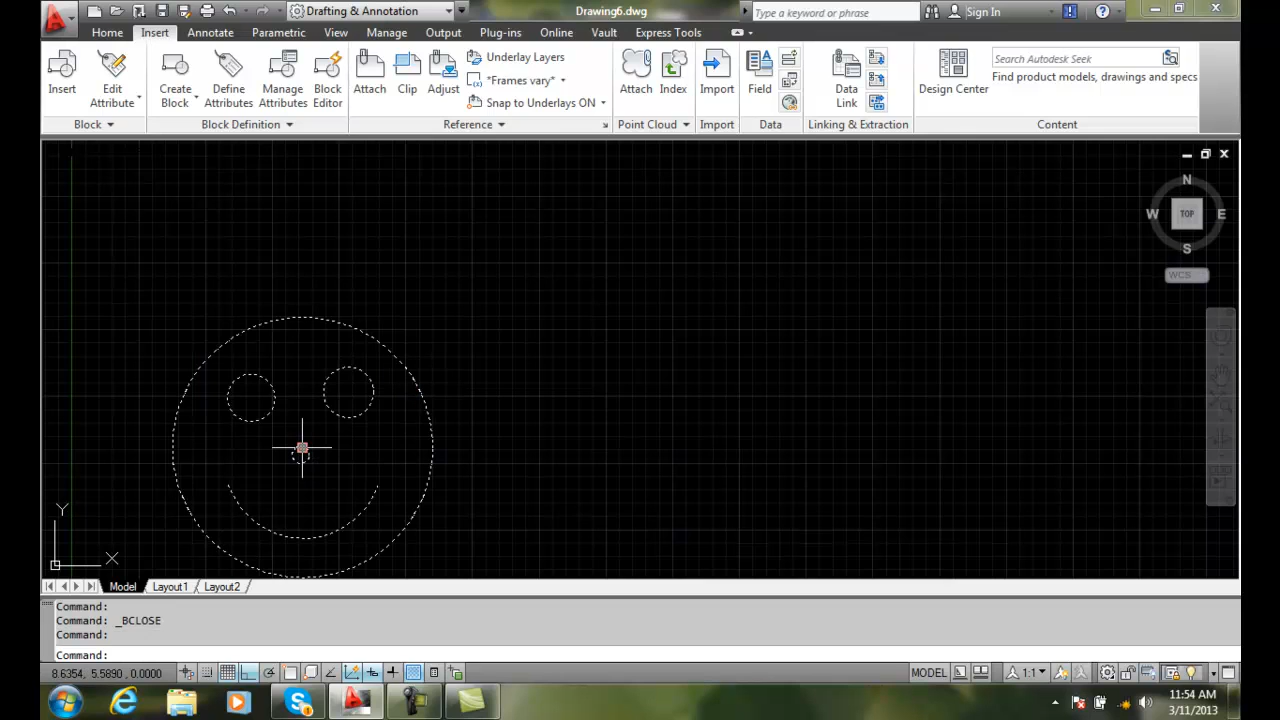 Drafting & Annotation
Drawing6.dwg
Type a keyword or phrase
Sign In
Home Insert Annotate Parametric View Manage Output Plug-ins Online Vault Express Tools
Insert
Edit
Attribute
Block
Create
Block
Define
Attributes
Manage
Attributes
Block
Editor
Block Definition
Attach
Clip
Adjust
Underlay Layers
*Frames vary*
Snap to Underlays ON
Reference
Attach
Index
Point Cloud
Import
Import
Field
Data
Data
Link
Linking & Extraction
Design Center
Search Autodesk Seek
Find product models, drawings and specs
Content
N
W TOP E
S
WCS
Y
X
Model Layout1 Layout2
Command:
Command: _BCLOSE
Command:
Command:
8.6354, 5.5890, 0.0000
MODEL
1:1
11:54 AM
3/11/2013